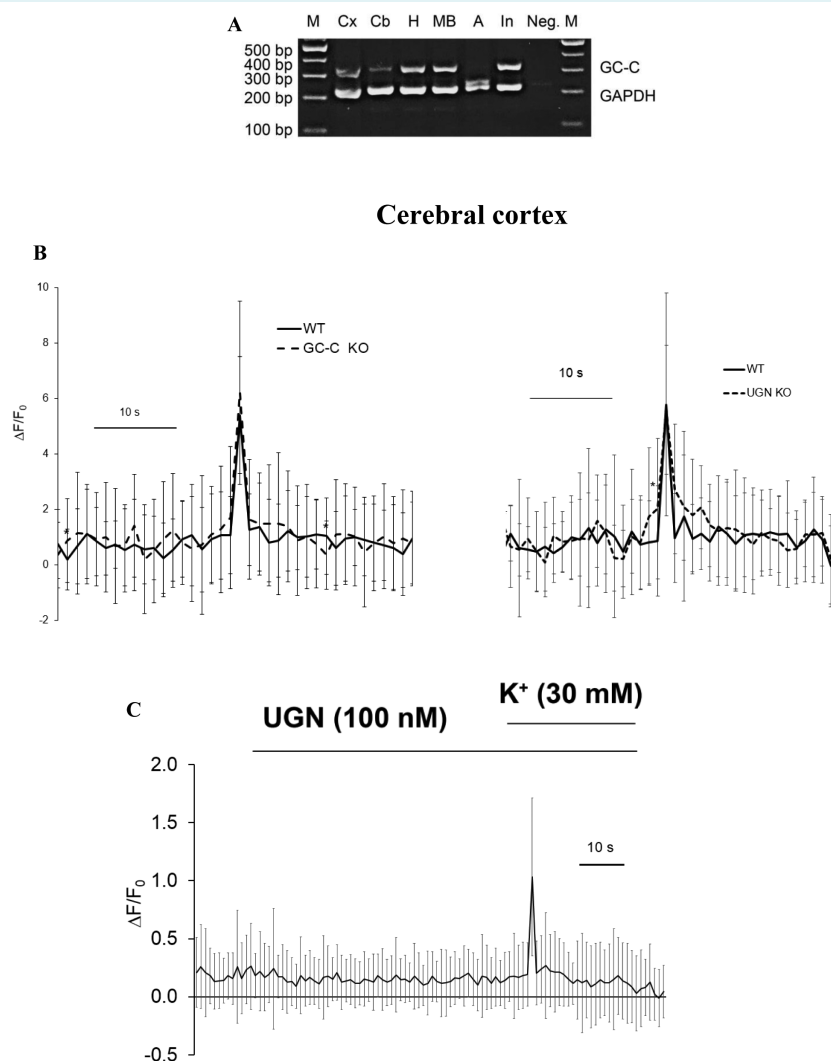 A
M Cx Cb H MB A In Neg. M
500 bp
400 bp
300 bp
200 bp
100 bp
GC-C
GAPDH
Cerebral cortex
B
10
8
6
4
2
0
-2
ΔF/F0
10 s
WT
GC-C KO
*
*
10 s
WT
UGN KO
*
C
UGN (100 nM)
K+ (30 mM)
2.0
1.5
1.0
0.5
0.0
-0.5
ΔF/F0
10 s